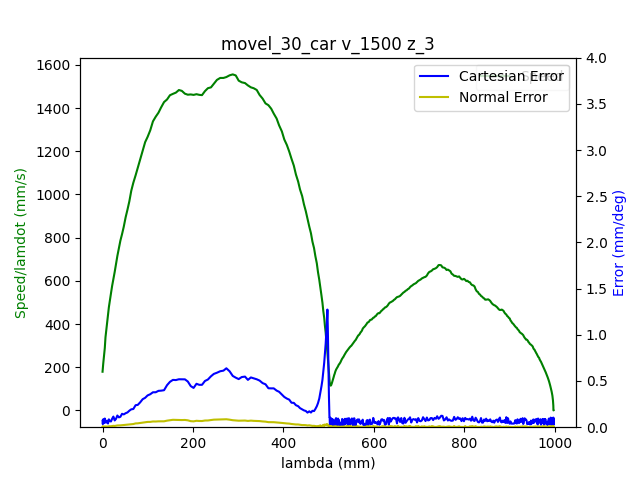 movel_30_car v_1500 z_3
Speed/lamdot (mm/s)
1600
1400
1200
1000
800
600
400
200
0
Cartesian Error
Normal Error
4.0
3.5
3.0
2.5
2.0
1.5
1.0
0.5
0.0
Error (mm/deg)
0 200 400 600 800 1000
lambda (mm)